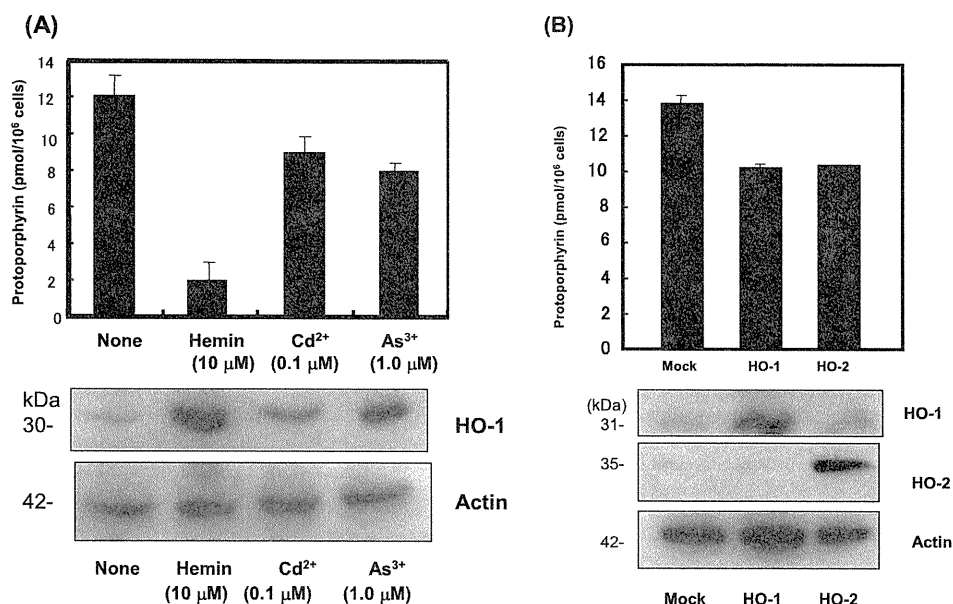 (A)
Protoporphyrin (pmol/10⁶ cells)
14
12
10
8
6
4
2
0
None Hemin Cd²⁺ As³⁺
(10 μM) (0.1 μM) (1.0 μM)
kDa
30-
HO-1
42-
Actin
None Hemin Cd²⁺ As³⁺
(10 μM) (0.1 μM) (1.0 μM)
(B)
Protoporphyrin (pmol/10⁶ cells)
16
14
12
10
8
6
4
2
0
Mock HO-1 HO-2
(kDa)
31-
HO-1
35-
HO-2
42-
Actin
Mock HO-1 HO-2